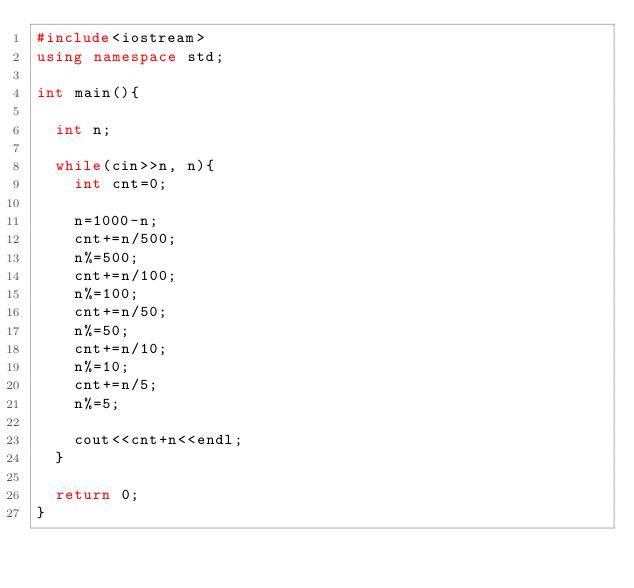 1 #include<iostream>
2 using namespace std;
3
4 int main(){
5
6   int n;
7
8   while(cin>>n, n){
9     int cnt=0;
10
11     n=1000-n;
12     cnt+=n/500;
13     n%=500;
14     cnt+=n/100;
15     n%=100;
16     cnt+=n/50;
17     n%=50;
18     cnt+=n/10;
19     n%=10;
20     cnt+=n/5;
21     n%=5;
22
23     cout<<cnt+n<<endl;
24   }
25
26   return 0;
27 }